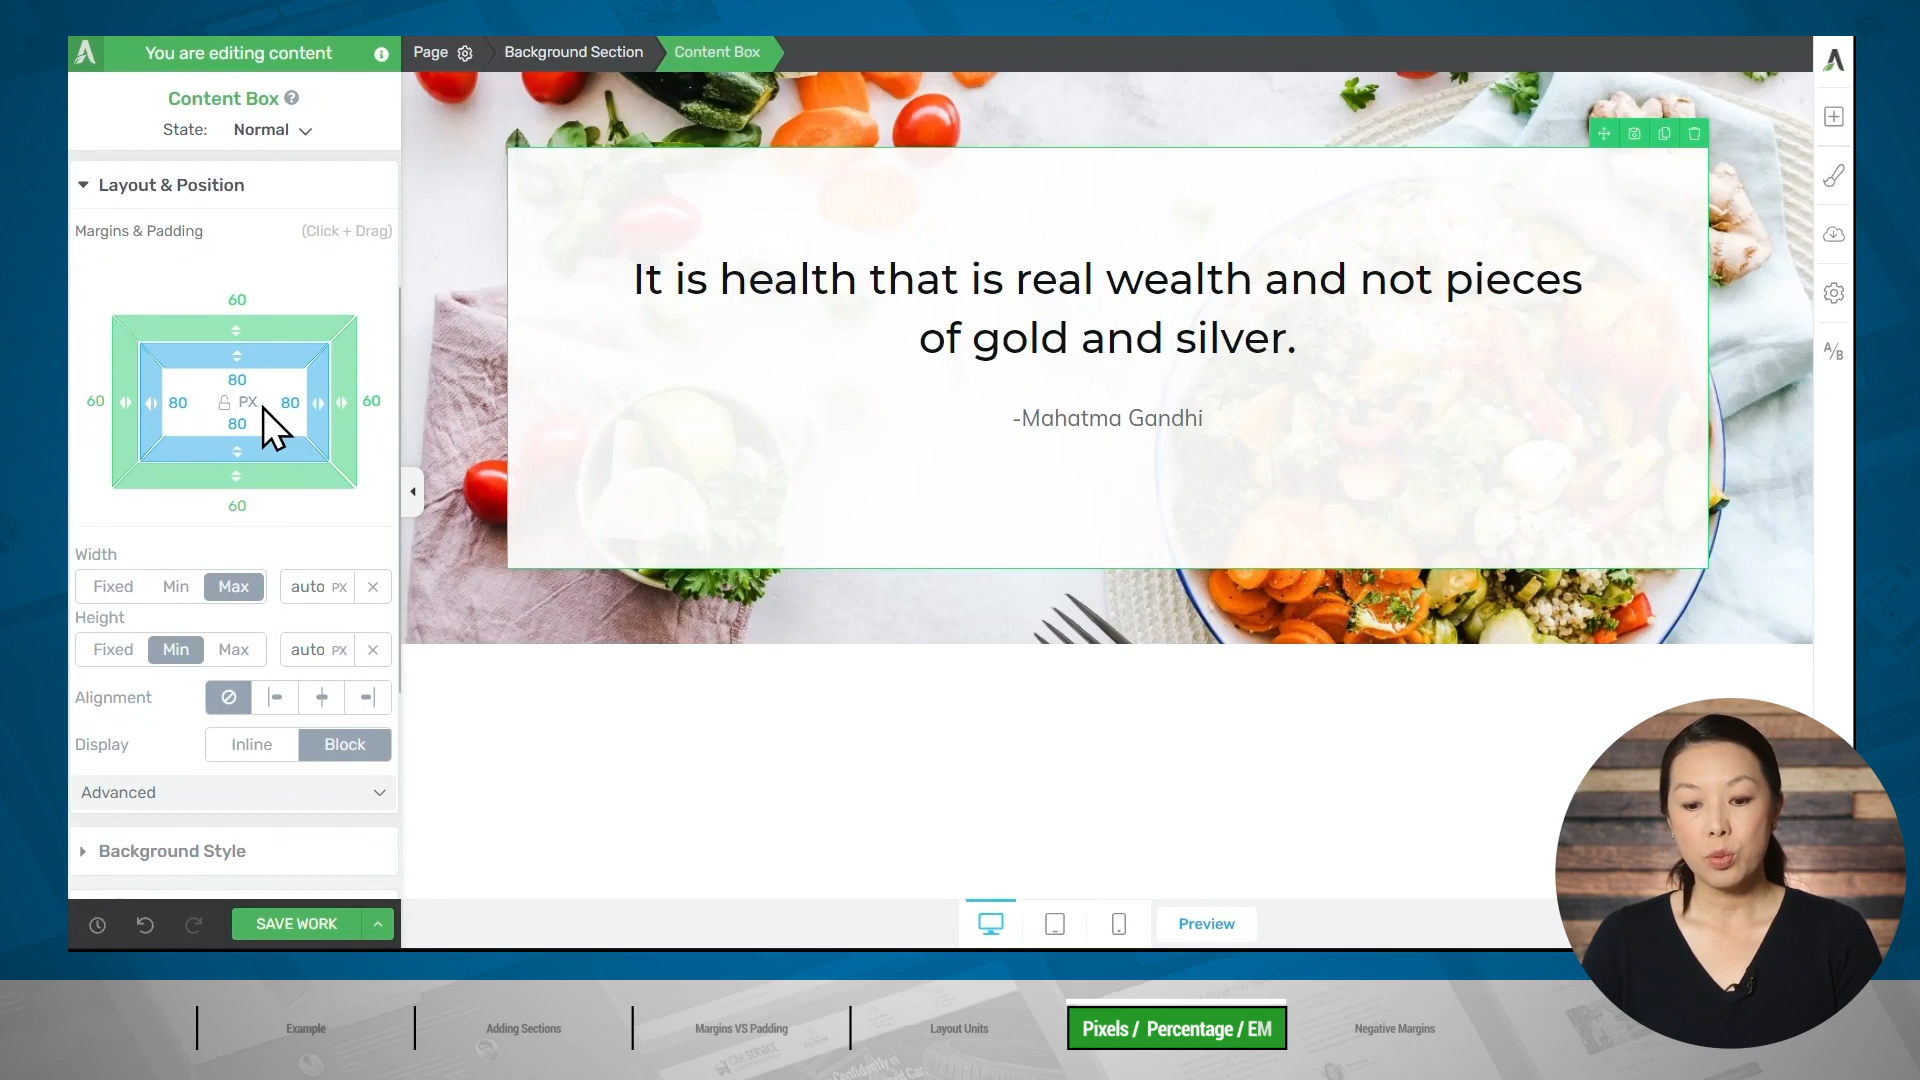 You are editing content
Page
Background Section
Content Box
Content Box
State: Normal
Layout & Position
Margins & Padding (Click + Drag)
60
80
60 80 PX 80 60
80
60
Width
Fixed Min Max auto PX
Height
Fixed Min Max auto PX
Alignment
Display Inline Block
Advanced
Background Style
SAVE WORK
It is health that is real wealth and not pieces
of gold and silver.
-Mahatma Gandhi
A/B
Preview
Example
Adding Sections
Margins VS Padding
Layout Units
Pixels / Percentage / EM
Negative Margins
CAR SERVICE
Confidently